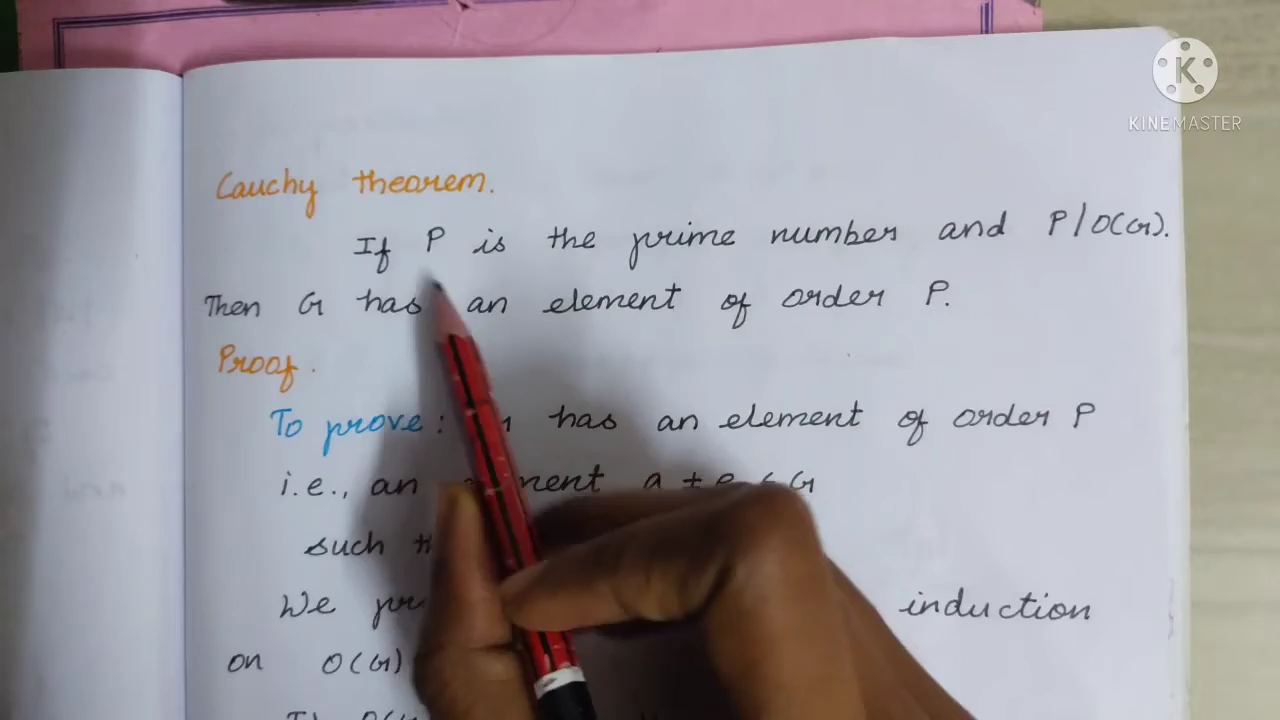 KINEMASTER
Cauchy theorem.
If P is the prime number and P/O(G).
Then G has an element of order P.
Proof.
To prove: has an element of order P
i.e., an a ≠ e ∈ G
such
We induction
on O(G)